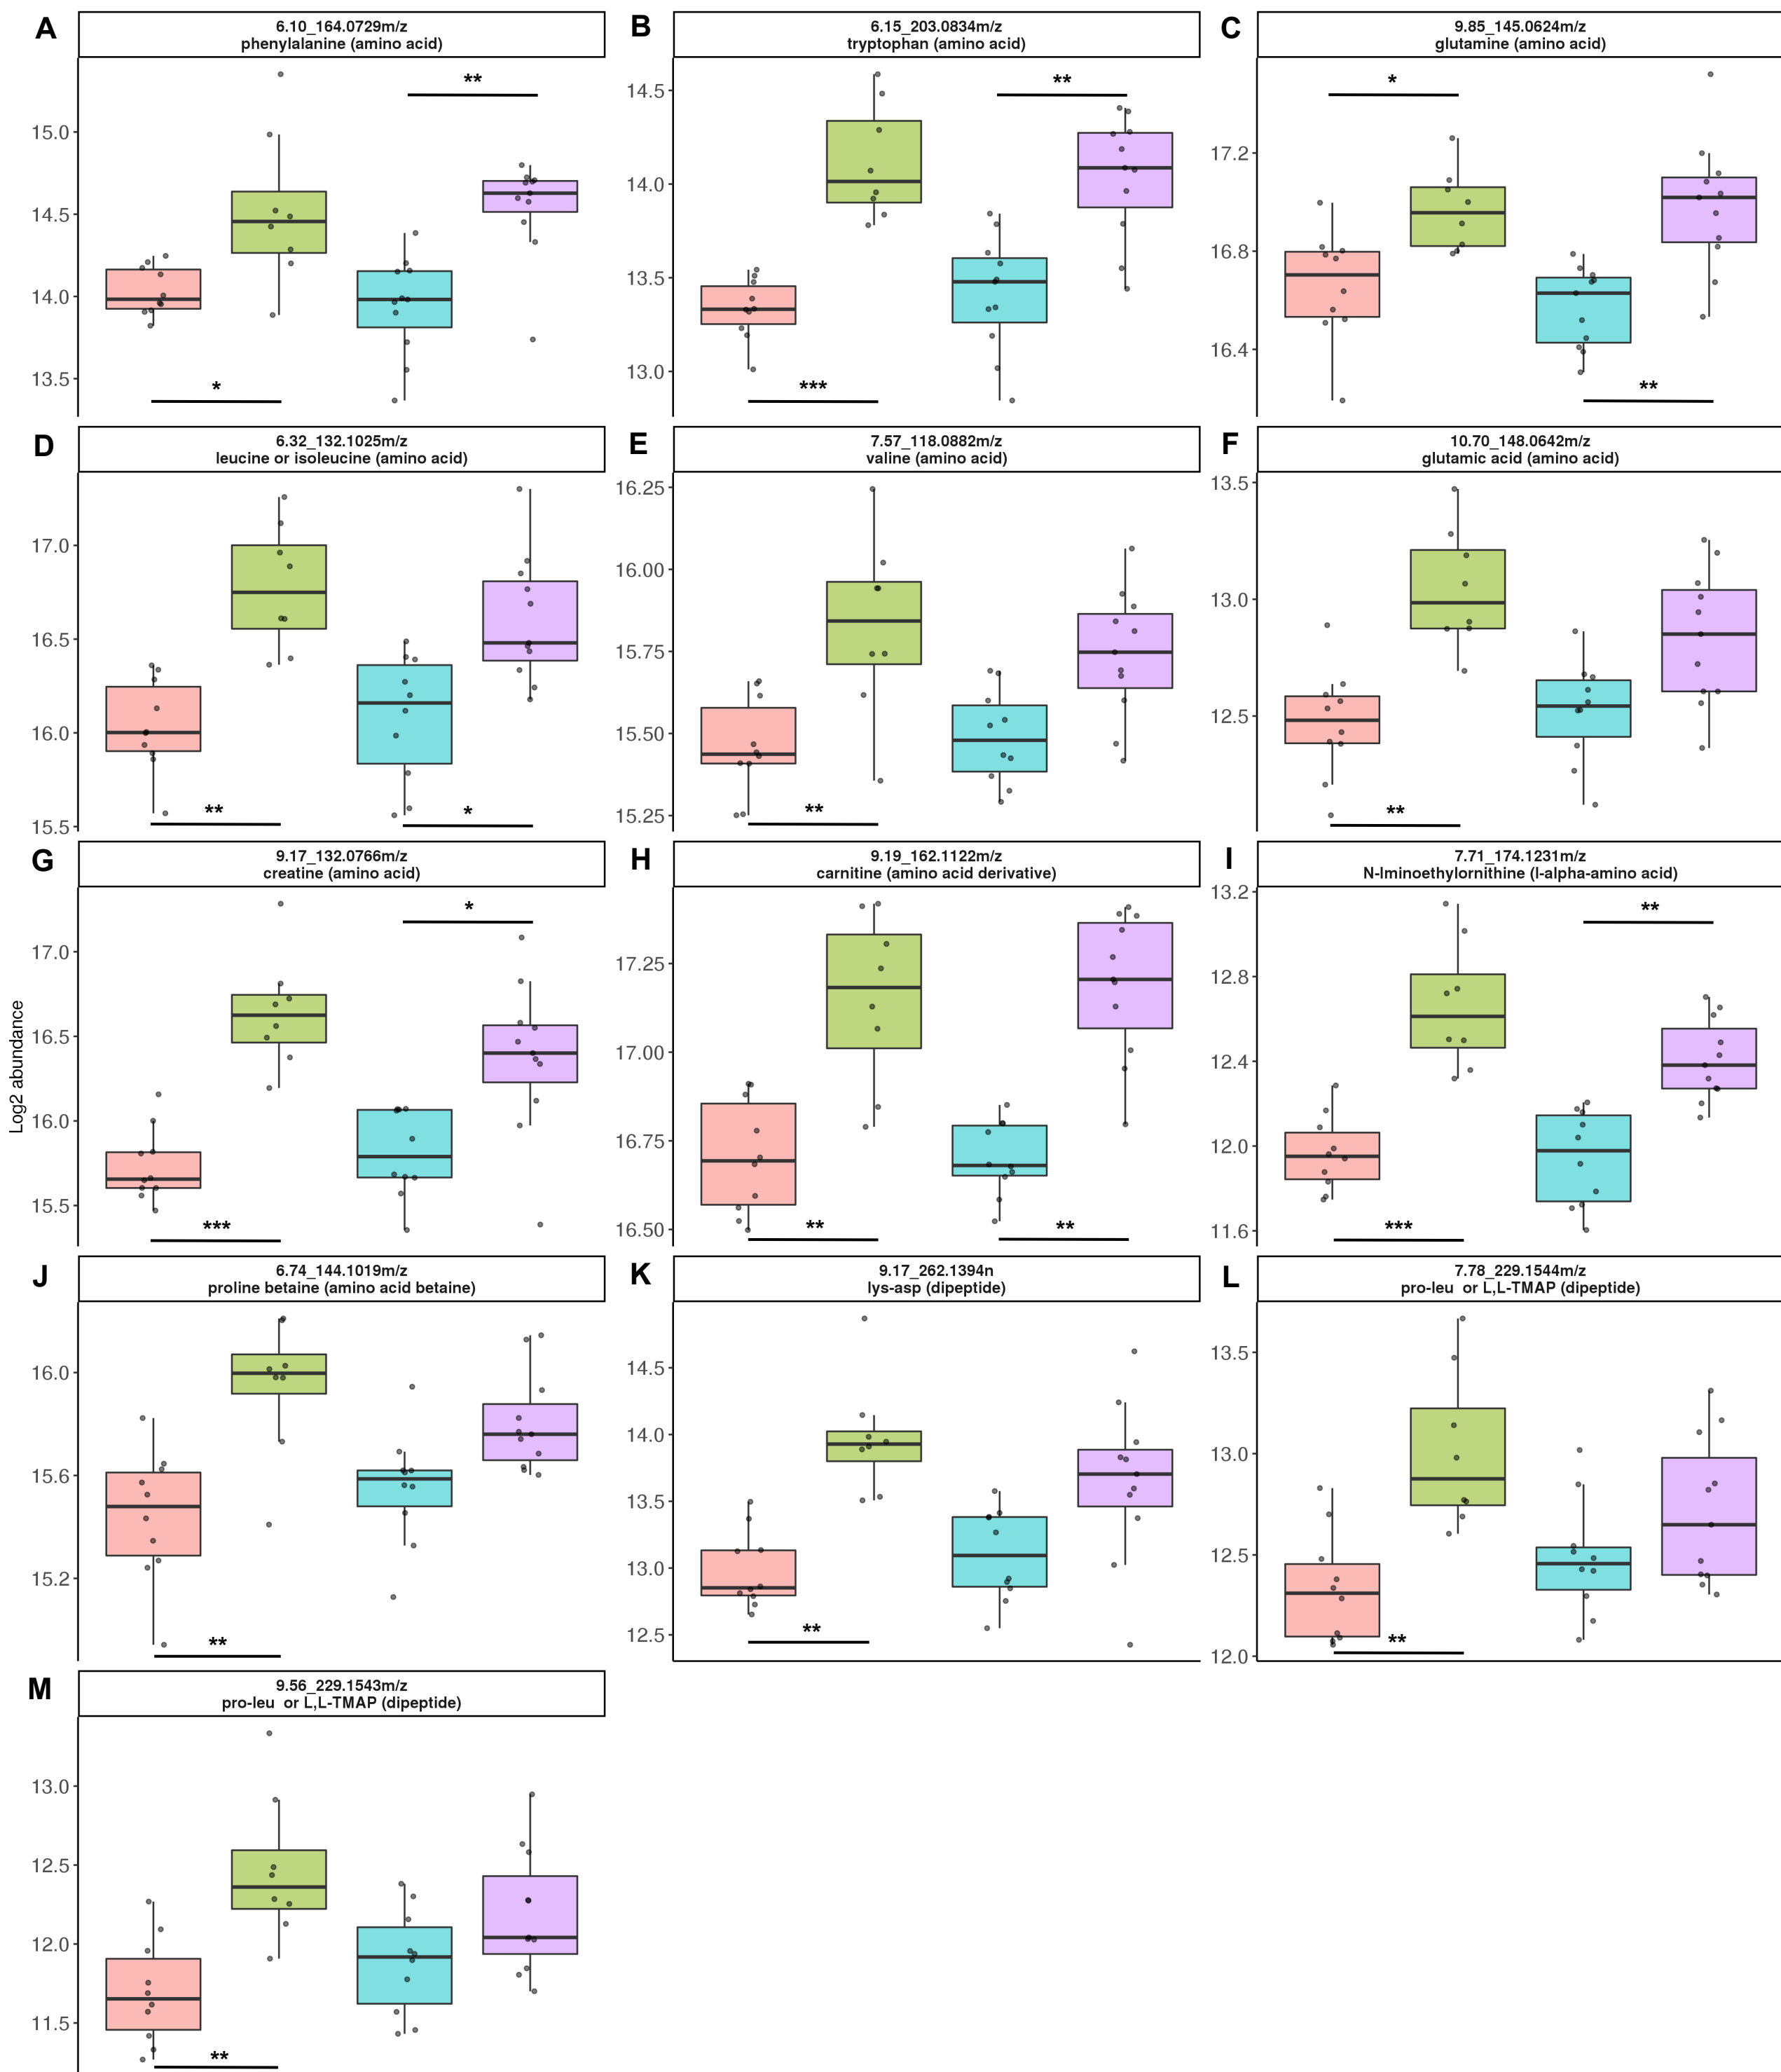 A
6.10_164.0729m/z
phenylalanine (amino acid)
15.0
14.5
14.0
13.5
**
*
B
6.15_203.0834m/z
tryptophan (amino acid)
14.5
14.0
13.5
13.0
**
***
C
9.85_145.0624m/z
glutamine (amino acid)
17.2
16.8
16.4
*
**
D
6.32_132.1025m/z
leucine or isoleucine (amino acid)
17.0
16.5
16.0
15.5
**
*
E
7.57_118.0882m/z
valine (amino acid)
16.25
16.00
15.75
15.50
15.25
**
F
10.70_148.0642m/z
glutamic acid (amino acid)
13.5
13.0
12.5
**
Log2 abundance
G
9.17_132.0766m/z
creatine (amino acid)
17.0
16.5
16.0
15.5
*
***
H
9.19_162.1122m/z
carnitine (amino acid derivative)
17.25
17.00
16.75
16.50
**
**
I
7.71_174.1231m/z
N-Iminoethylornithine (l-alpha-amino acid)
13.2
12.8
12.4
12.0
11.6
**
***
J
6.74_144.1019m/z
proline betaine (amino acid betaine)
16.0
15.6
15.2
**
K
9.17_262.1394n
lys-asp (dipeptide)
14.5
14.0
13.5
13.0
12.5
**
L
7.78_229.1544m/z
pro-leu or L,L-TMAP (dipeptide)
13.5
13.0
12.5
12.0
**
M
9.56_229.1543m/z
pro-leu or L,L-TMAP (dipeptide)
13.0
12.5
12.0
11.5
**